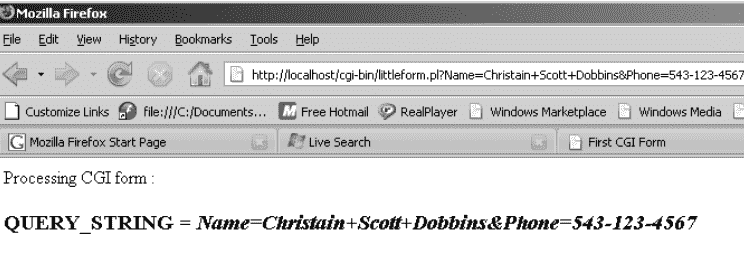 Mozilla Firefox
File Edit View History Bookmarks Tools Help
http://localhost/cgi-bin/littleform.pl?Name=Christain+Scott+Dobbins&Phone=543-123-4567
Customize Links file:///C:/Documents... Free Hotmail RealPlayer Windows Marketplace Windows Media
Mozilla Firefox Start Page Live Search First CGI Form
Processing CGI form :
QUERY_STRING = Name=Christain+Scott+Dobbins&Phone=543-123-4567